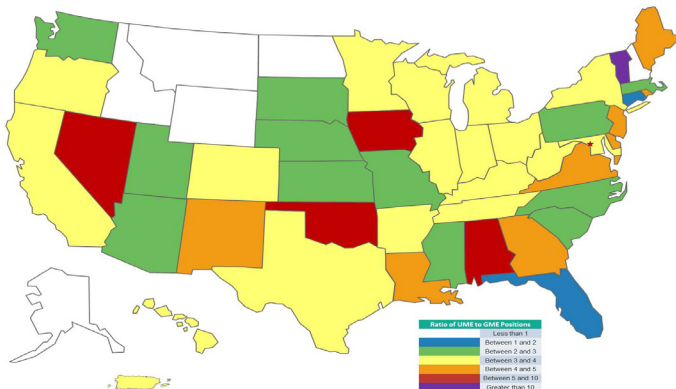 Ratio of UME to GME Positions
Less than 1
Between 1 and 2
Between 2 and 3
Between 3 and 4
Between 4 and 5
Between 5 and 10
Greater than 10